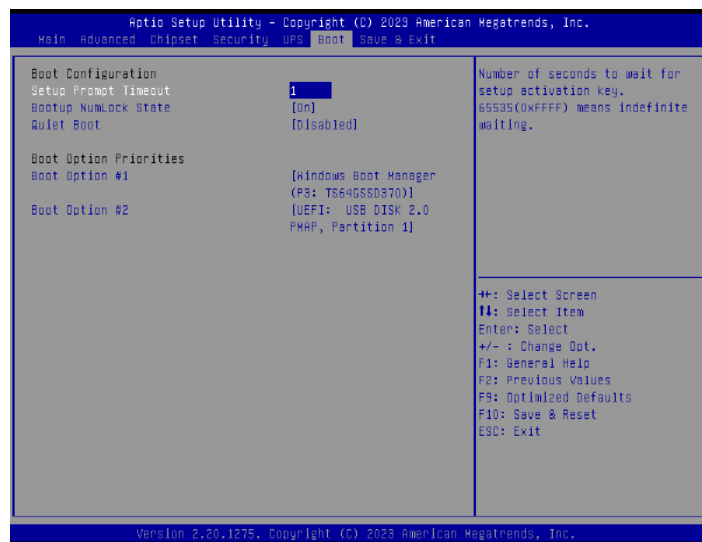 Aptio Setup Utility – Copyright (C) 2023 American Megatrends, Inc.
Main Advanced Chipset Security UPS Boot Save & Exit
Boot Configuration
Setup Prompt Timeout 1
Bootup NumLock State [On]
Quiet Boot [Disabled]
Boot Option Priorities
Boot Option #1 [Windows Boot Manager
(P3: TS64GSSD370)]
Boot Option #2 [UEFI: USB DISK 2.0
PMAP, Partition 1]
Number of seconds to wait for
setup activation key.
65535(0xFFFF) means indefinite
waiting.
→←: Select Screen
↑↓: Select Item
Enter: Select
+/- : Change Opt.
F1: General Help
F2: Previous Values
F9: Optimized Defaults
F10: Save & Reset
ESC: Exit
Version 2.20.1275. Copyright (C) 2023 American Megatrends, Inc.